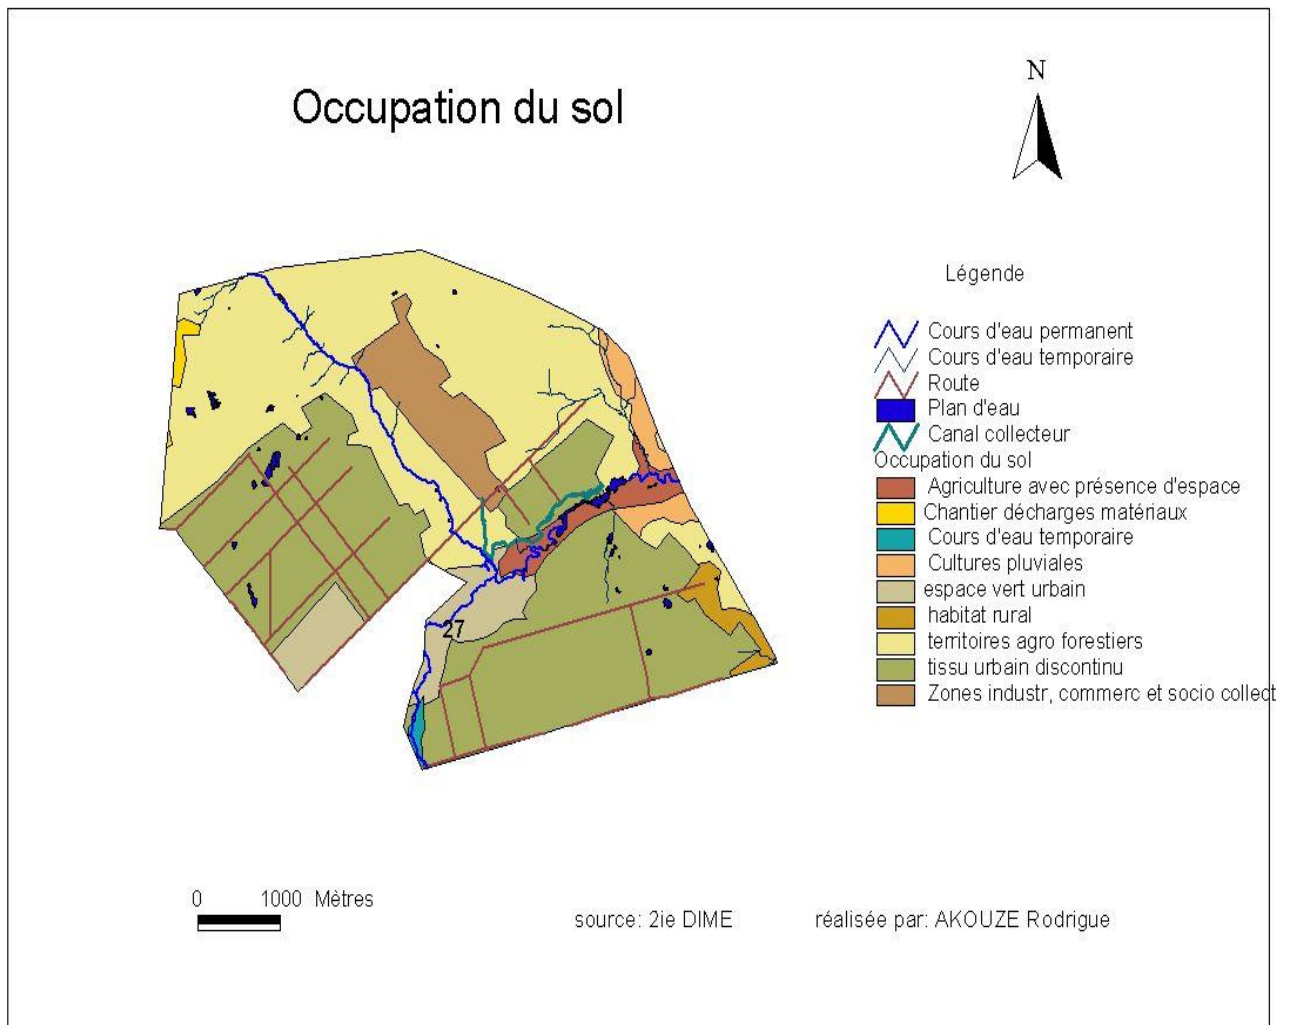 N
Occupation du sol
Légende
Cours d'eau permanent
Cours d'eau temporaire
Route
Plan d'eau
Canal collecteur
Occupation du sol
Agriculture avec présence d'espace
Chantier décharges matériaux
Cours d'eau temporaire
Cultures pluviales
espace vert urbain
habitat rural
territoires agro forestiers
tissu urbain discontinu
Zones industr, commerc et socio collect
27
0 1000 Mètres
source: 2ie DIME réalisée par: AKOUZE Rodrigue